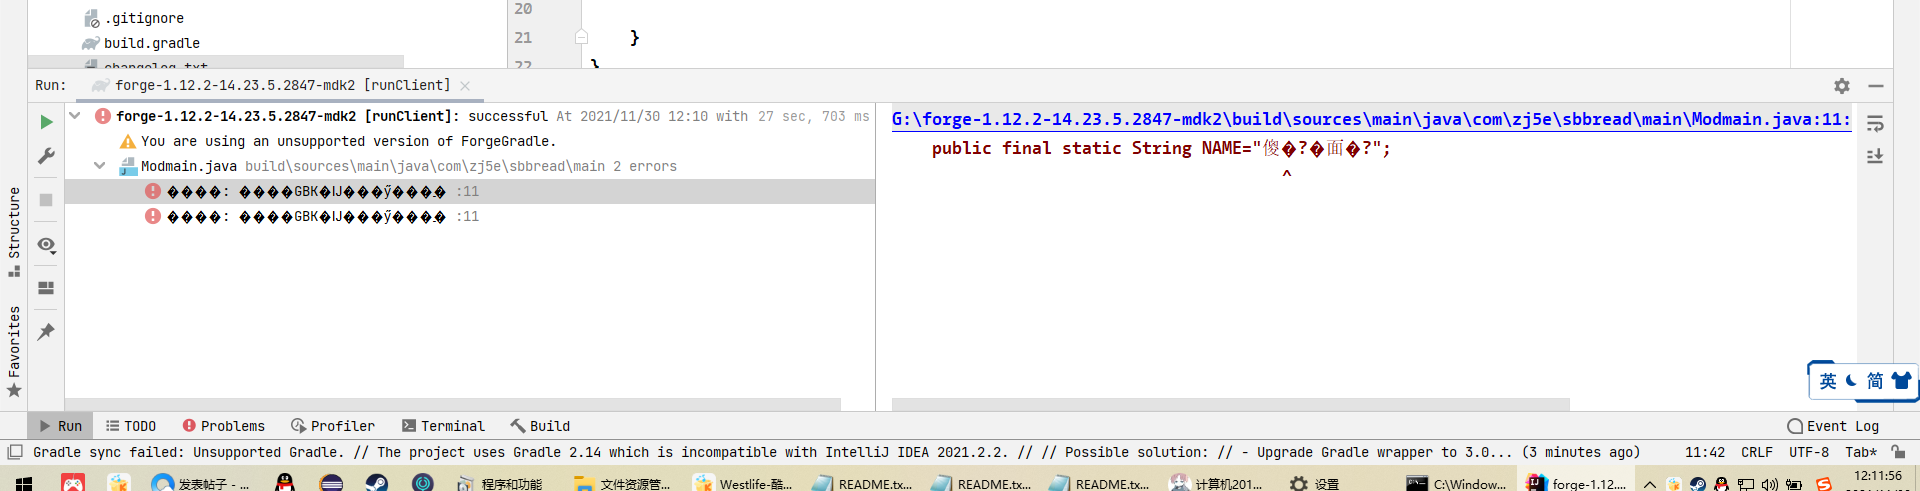 .gitignore
20
build.gradle
21
}
changelog.txt
22
}
Run:
forge-1.12.2-14.23.5.2847-mdk2 [runClient]
forge-1.12.2-14.23.5.2847-mdk2 [runClient]: successful At 2021/11/30 12:10 with 27 sec, 703 ms
You are using an unsupported version of ForgeGradle.
Modmain.java build\sources\main\java\com\zj5e\sbbread\main 2 errors
����: ����GBK�Ĳ���ӳ���ַ� :11
����: ����GBK�Ĳ���ӳ���ַ� :11
G:\forge-1.12.2-14.23.5.2847-mdk2\build\sources\main\java\com\zj5e\sbbread\main\Modmain.java:11:
public final static String NAME="傻�?�面�?";
^
Structure
Favorites
英 简
Run
TODO
Problems
Profiler
Terminal
Build
Event Log
Gradle sync failed: Unsupported Gradle. // The project uses Gradle 2.14 which is incompatible with IntelliJ IDEA 2021.2.2. // // Possible solution: // - Upgrade Gradle wrapper to 3.0... (3 minutes ago)
11:42 CRLF UTF-8 Tab*
发表帖子 - ...
程序和功能
文件资源管...
Westlife-酷...
README.tx...
README.tx...
README.tx...
计算机201...
设置
C:\Window...
forge-1.12....
12:11:56